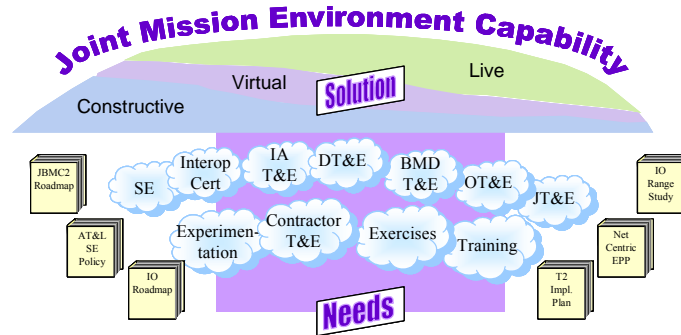 Joint Mission Environment Capability
Live
Virtual
Solution
Constructive
JBMC2
Roadmap
SE
Interop
Cert
IA
T&E
DT&E
BMD
T&E
OT&E
JT&E
IO
Range
Study
AT&L
SE
Policy
Experimen-
tation
Contractor
T&E
Exercises
Training
Net
Centric
EPP
IO
Roadmap
T2
Impl.
Plan
Needs